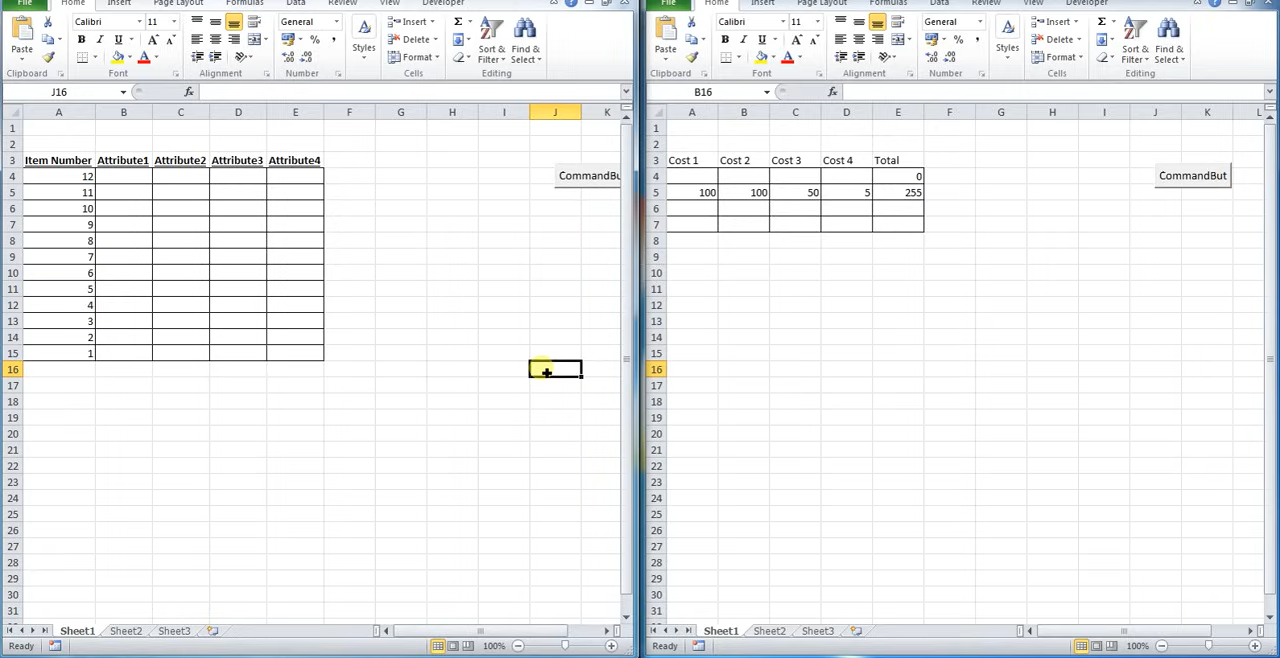 File Home Insert Page Layout Formulas Data Review View Developer
Paste
Calibri 11
B I U
General
Styles
Insert
Delete
Format
Sort & Filter
Find & Select
Clipboard Font Alignment Number Cells Editing
J16 fx
A B C D E F G H I J K
1
2
3 Item Number Attribute1 Attribute2 Attribute3 Attribute4
4 12 CommandBu
5 11
6 10
7 9
8 8
9 7
10 6
11 5
12 4
13 3
14 2
15 1
16
17
18
19
20
21
22
23
24
25
26
27
28
29
30
31
Sheet1 Sheet2 Sheet3
Ready 100%
File Home Insert Page Layout Formulas Data Review View Developer
Paste
Calibri 11
B I U
General
Styles
Insert
Delete
Format
Sort & Filter
Find & Select
Clipboard Font Alignment Number Cells Editing
B16 fx
A B C D E F G H I J K L
1
2
3 Cost 1 Cost 2 Cost 3 Cost 4 Total
4 0 CommandBut
5 100 100 50 5 255
6
7
8
9
10
11
12
13
14
15
16
17
18
19
20
21
22
23
24
25
26
27
28
29
30
31
Sheet1 Sheet2 Sheet3
Ready 100%